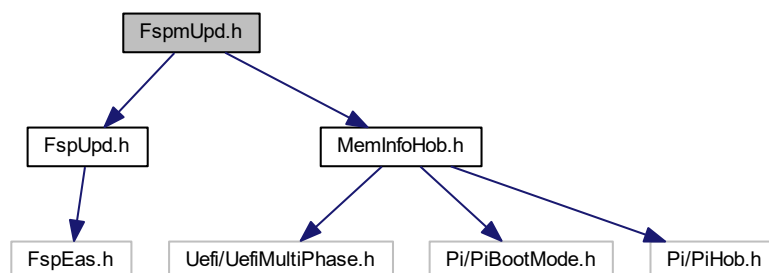 FspmUpd.h
FspUpd.h
MemInfoHob.h
FspEas.h
Uefi/UefiMultiPhase.h
Pi/PiBootMode.h
Pi/PiHob.h